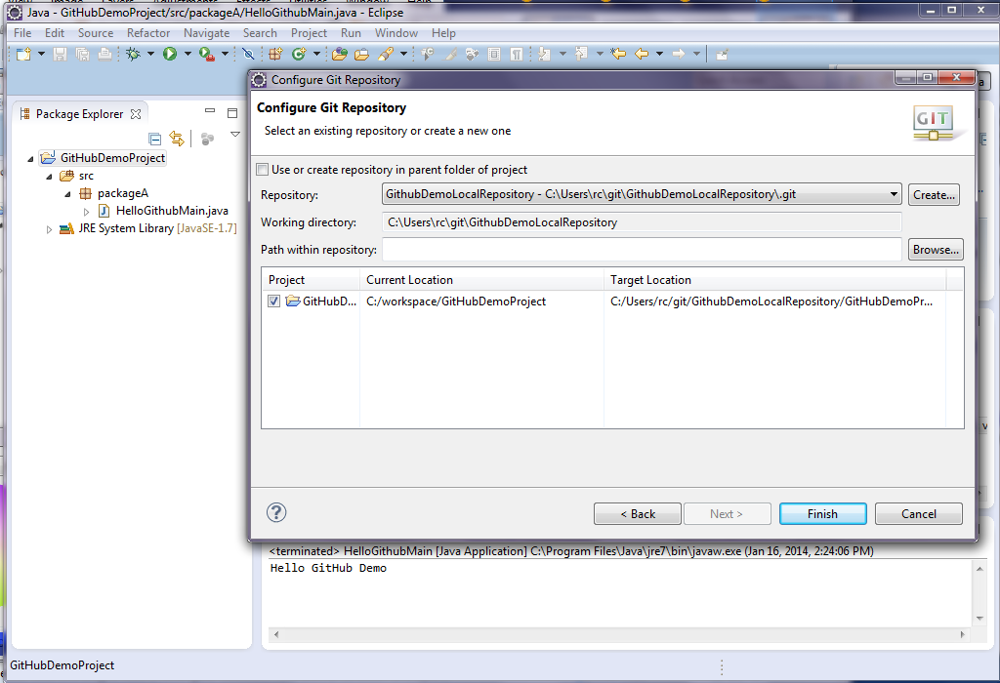 Java - GitHubDemoProject/src/packageA/HelloGithubMain.java - Eclipse
File Edit Source Refactor Navigate Search Project Run Window Help
Package Explorer
GitHubDemoProject
src
packageA
HelloGithubMain.java
JRE System Library [JavaSE-1.7]
Configure Git Repository
Configure Git Repository
Select an existing repository or create a new one
GIT
Use or create repository in parent folder of project
Repository: GithubDemoLocalRepository - C:\Users\rc\git\GithubDemoLocalRepository\.git Create...
Working directory: C:\Users\rc\git\GithubDemoLocalRepository
Path within repository: Browse...
Project Current Location Target Location
GitHubD... C:/workspace/GitHubDemoProject C:/Users/rc/git/GithubDemoLocalRepository/GitHubDemoPr...
< Back Next > Finish Cancel
<terminated> HelloGithubMain [Java Application] C:\Program Files\Java\jre7\bin\javaw.exe (Jan 16, 2014, 2:24:06 PM)
Hello GitHub Demo
GitHubDemoProject